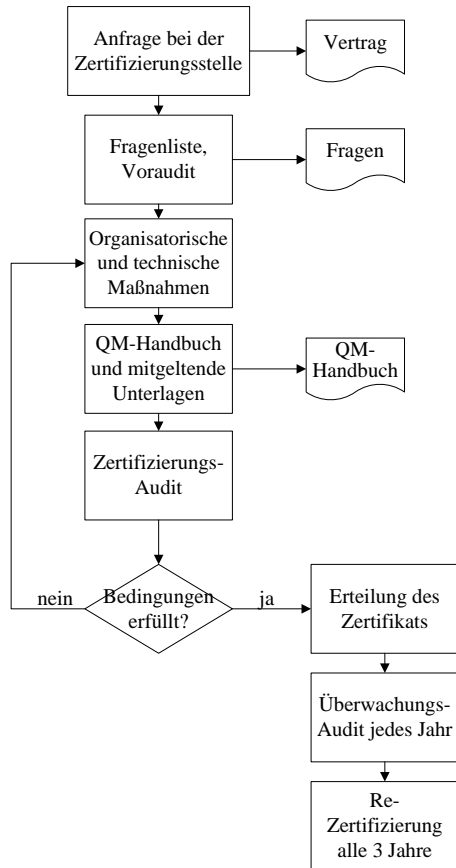 Anfrage bei der
Zertifizierungsstelle
Vertrag
Fragenliste,
Voraudit
Fragen
Organisatorische
und technische
Maßnahmen
QM-Handbuch
und mitgeltende
Unterlagen
QM-
Handbuch
Zertifizierungs-
Audit
nein
Bedingungen
erfüllt?
ja
Erteilung des
Zertifikats
Überwachungs-
Audit jedes Jahr
Re-
Zertifizierung
alle 3 Jahre